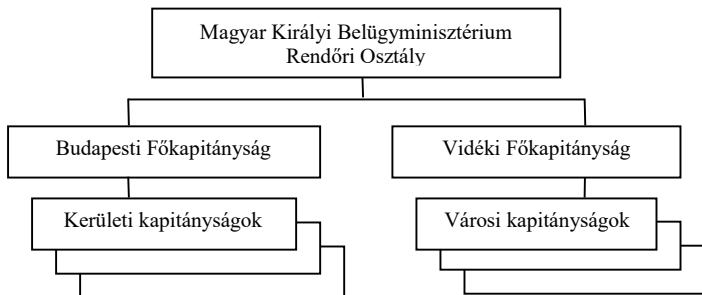 Magyar Királyi Belügyminisztérium
Rendőri Osztály
Budapesti Főkapitányság
Vidéki Főkapitányság
Kerületi kapitányságok
Városi kapitányságok